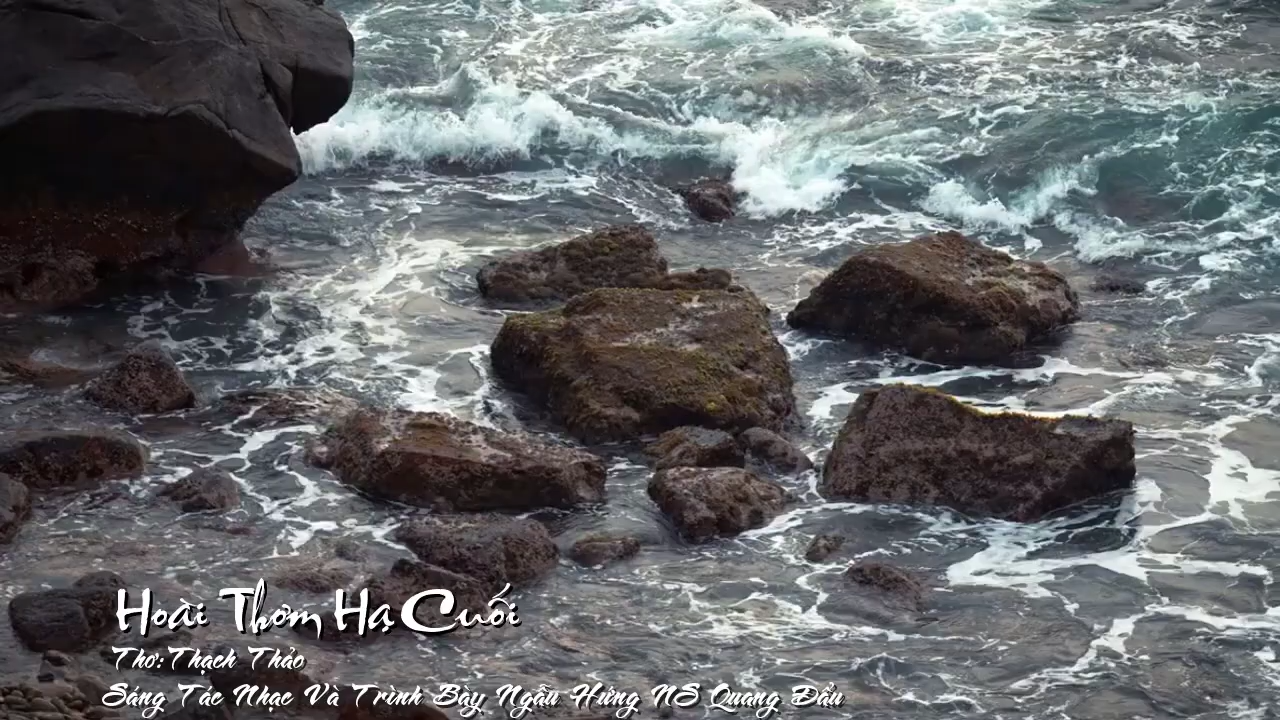 Hoài Thơm Hạ Cuối
Thơ: Thạch Thảo
Sáng Tác Nhạc Và Trình Bày Ngẫu Hứng NS Quang Đẩu